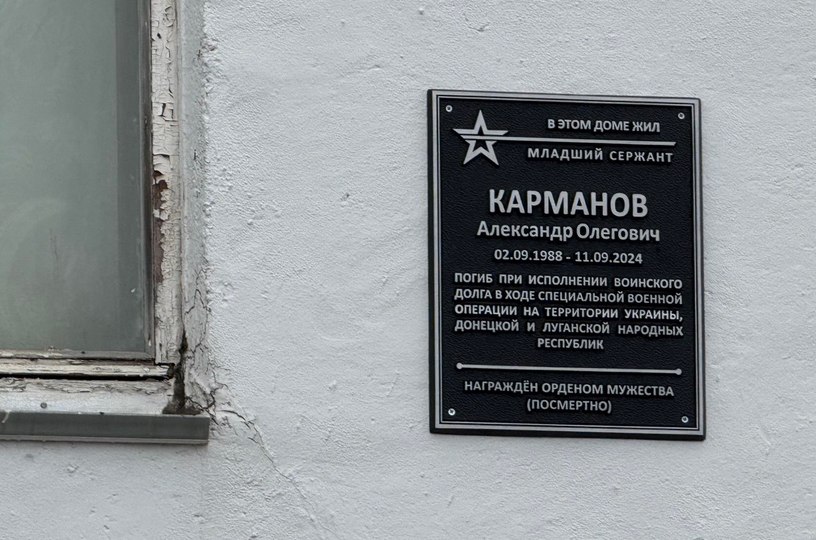 В ЭТОМ ДОМЕ ЖИЛ
МЛАДШИЙ СЕРЖАНТ
КАРМАНОВ
Александр Олегович
02.09.1988 - 11.09.2024
ПОГИБ ПРИ ИСПОЛНЕНИИ ВОИНСКОГО
ДОЛГА В ХОДЕ СПЕЦИАЛЬНОЙ ВОЕННОЙ
ОПЕРАЦИИ НА ТЕРРИТОРИИ УКРАИНЫ,
ДОНЕЦКОЙ И ЛУГАНСКОЙ НАРОДНЫХ
РЕСПУБЛИК
НАГРАЖДЁН ОРДЕНОМ МУЖЕСТВА
(ПОСМЕРТНО)